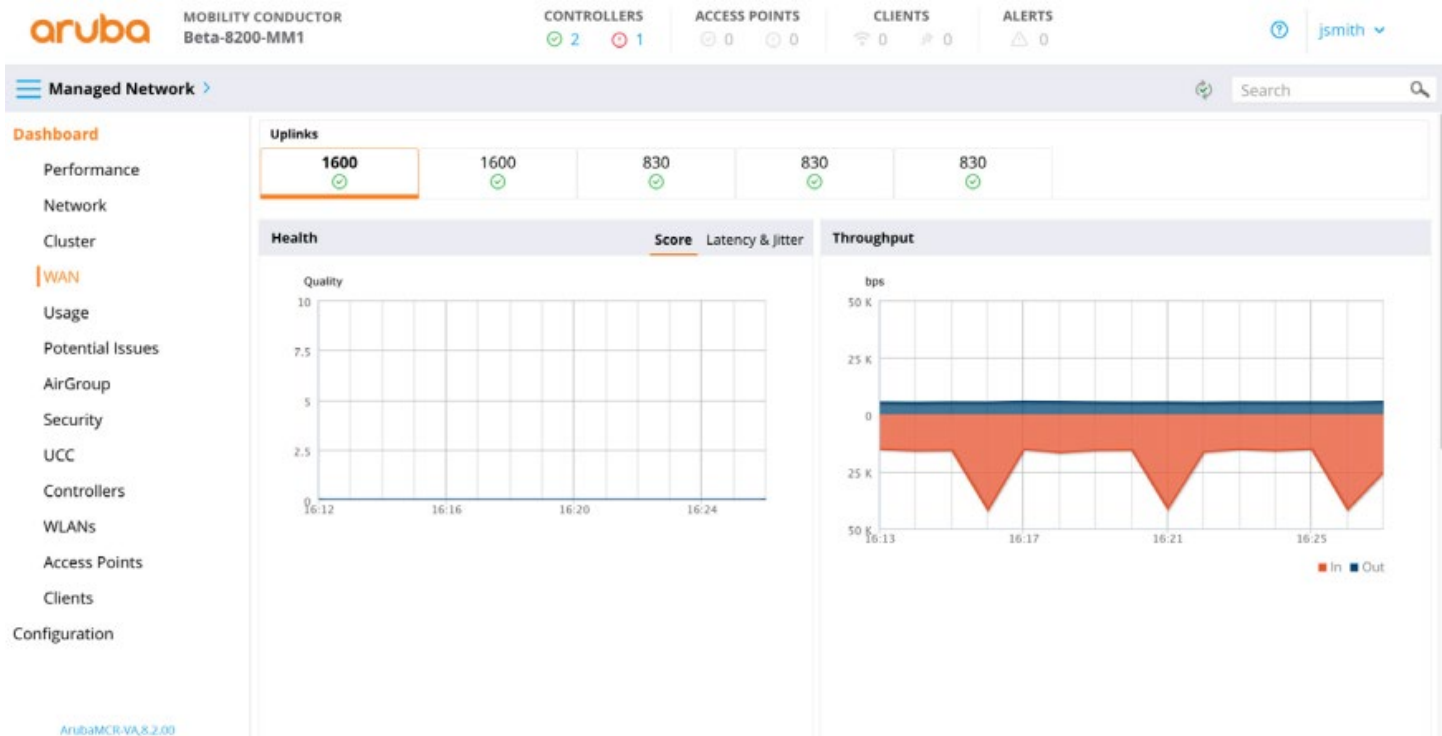 aruba
MOBILITY CONDUCTOR
Beta-8200-MM1
CONTROLLERS
2 1
ACCESS POINTS
0 0
CLIENTS
0 0
ALERTS
0
jsmith
Managed Network >
Search
Dashboard
Performance
Network
Cluster
WAN
Usage
Potential Issues
AirGroup
Security
UCC
Controllers
WLANs
Access Points
Clients
Configuration
ArubaMCR-VA,8.2.00
Uplinks
1600 1600 830 830 830
Health
Score Latency & Jitter
Quality
10
7.5
5
2.5
0
16:12 16:16 16:20 16:24
Throughput
bps
50 K
25 K
0
25 K
50 K
16:13 16:17 16:21 16:25
In Out